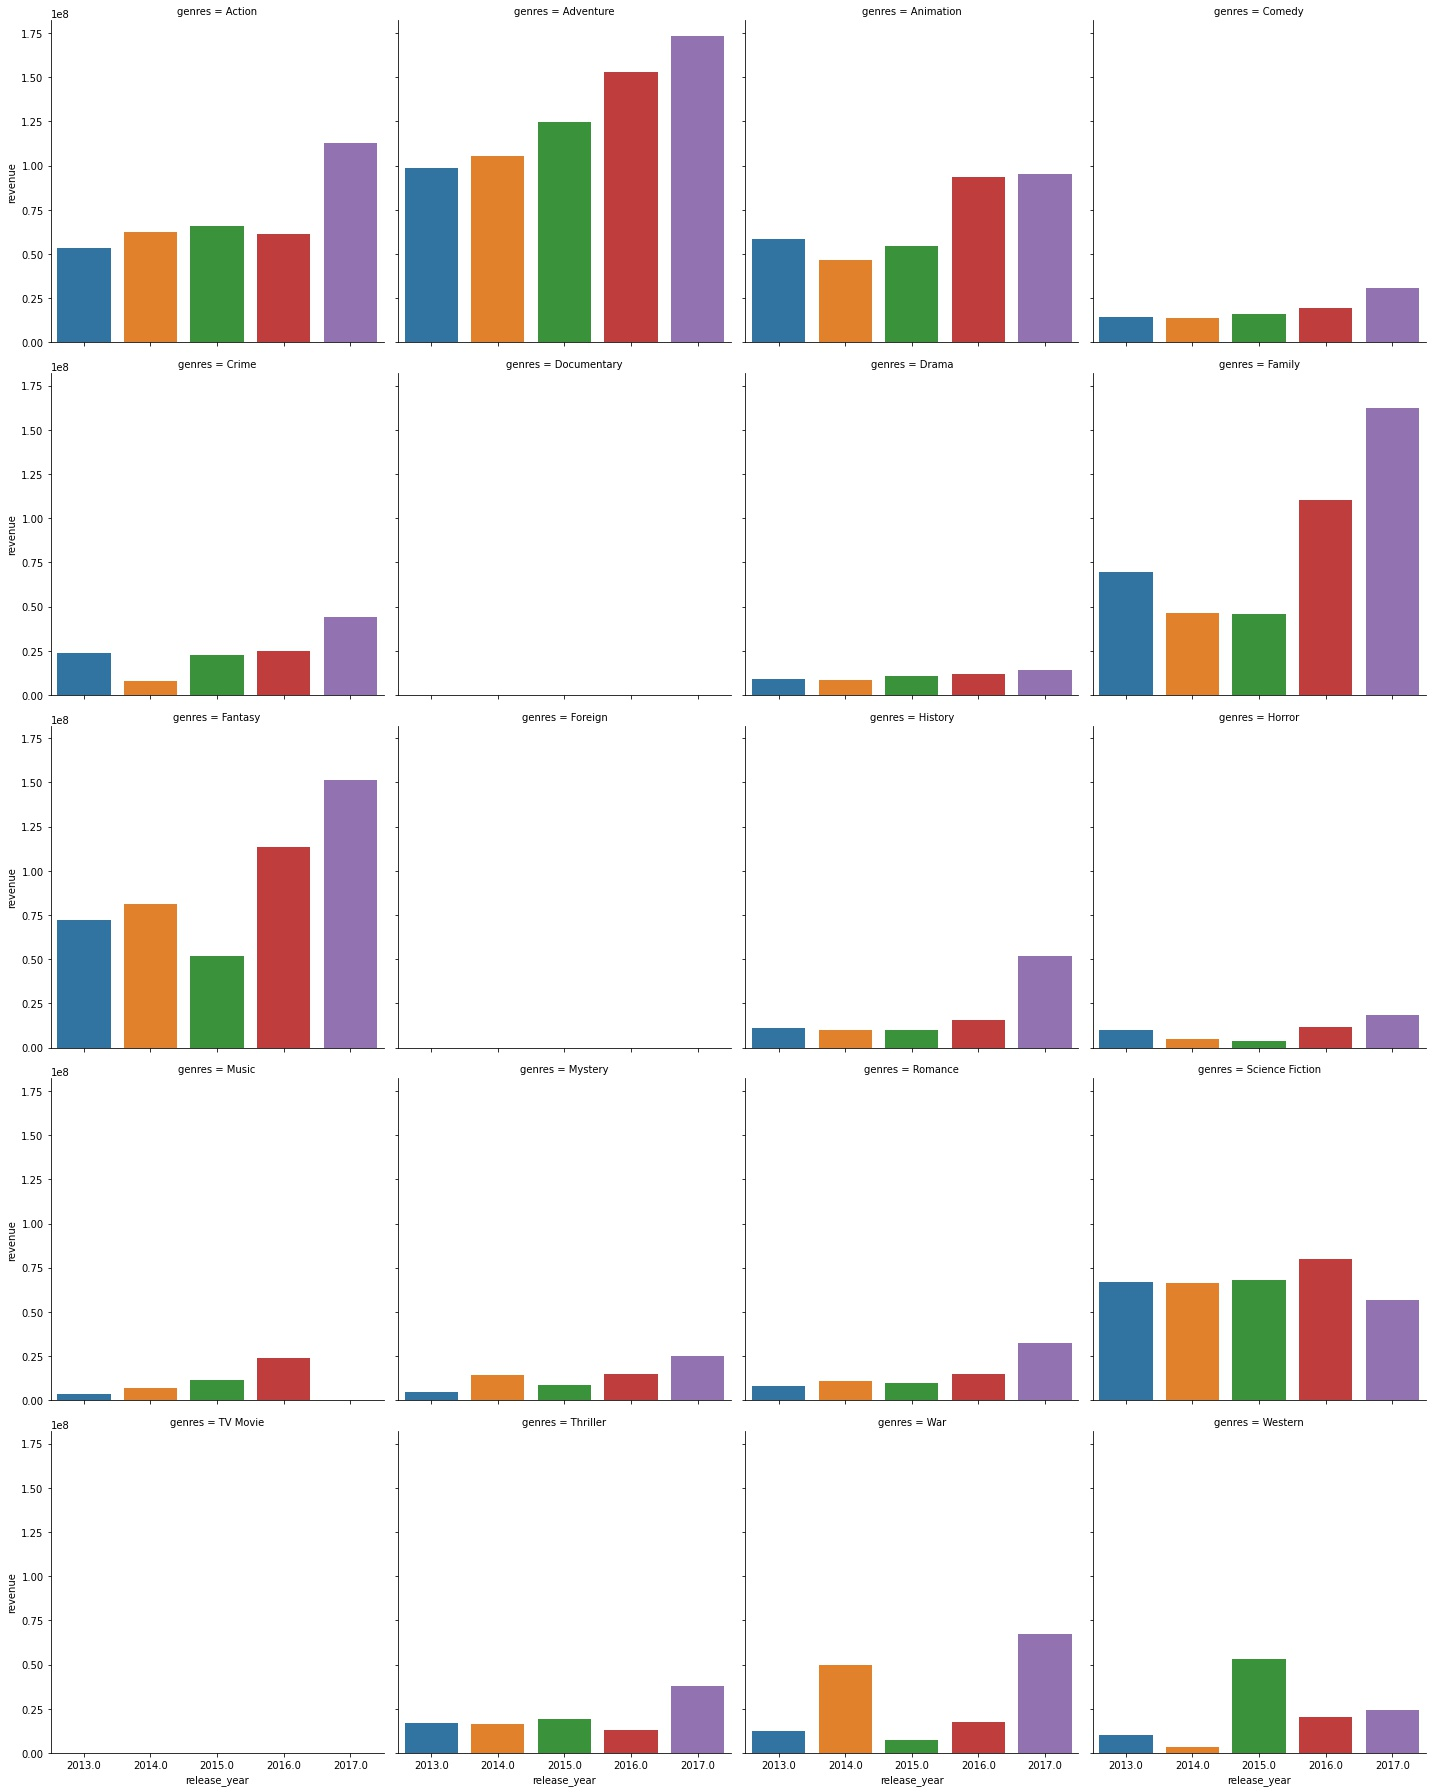 genres = Action
genres = Adventure
genres = Animation
genres = Comedy
1e8
1.75
1.50
1.25
1.00
0.75
0.50
0.25
0.00
revenue
genres = Crime
genres = Documentary
genres = Drama
genres = Family
1e8
1.75
1.50
1.25
1.00
0.75
0.50
0.25
0.00
revenue
genres = Fantasy
genres = Foreign
genres = History
genres = Horror
1e8
1.75
1.50
1.25
1.00
0.75
0.50
0.25
0.00
revenue
genres = Music
genres = Mystery
genres = Romance
genres = Science Fiction
1e8
1.75
1.50
1.25
1.00
0.75
0.50
0.25
0.00
revenue
genres = TV Movie
genres = Thriller
genres = War
genres = Western
1e8
1.75
1.50
1.25
1.00
0.75
0.50
0.25
0.00
revenue
2013.0 2014.0 2015.0 2016.0 2017.0
release_year
2013.0 2014.0 2015.0 2016.0 2017.0
release_year
2013.0 2014.0 2015.0 2016.0 2017.0
release_year
2013.0 2014.0 2015.0 2016.0 2017.0
release_year